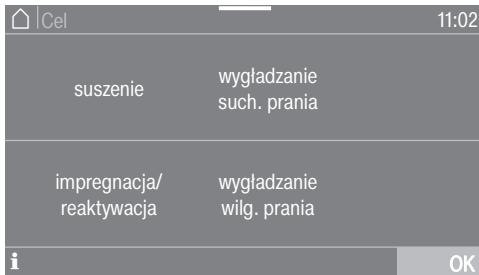 Cel
11:02
suszenie
wygładzanie
such. prania
impregnacja/
reaktywacja
wygładzanie
wilg. prania
i
OK